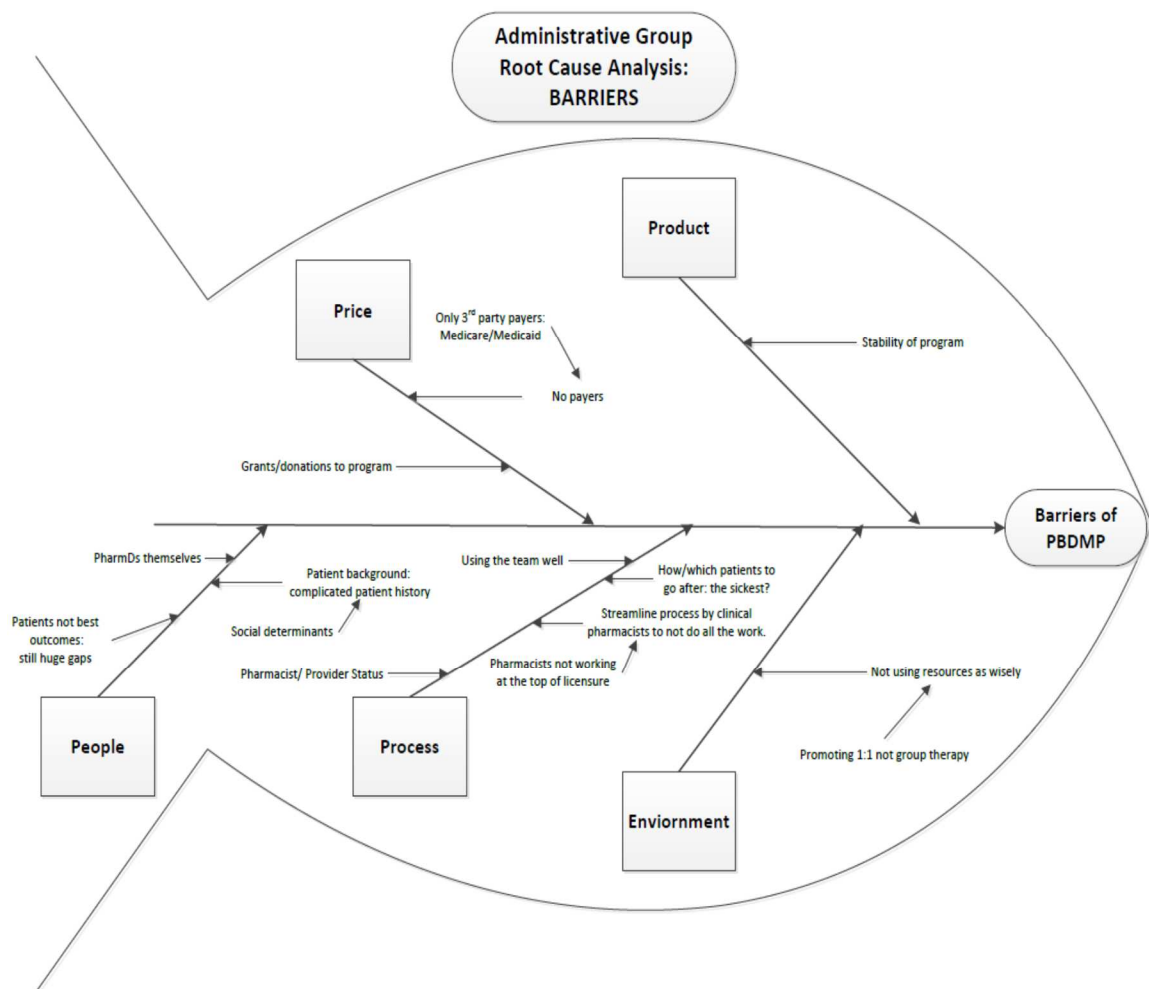 Administrative Group
Root Cause Analysis:
BARRIERS
Product
Price
Only 3rd party payers:
Medicare/Medicaid
Stability of program
No payers
Grants/donations to program
Barriers of
PBDMP
PharmDs themselves
Patient background:
complicated patient history
Social determinants
Patients not best
outcomes:
still huge gaps
Using the team well
How/which patients to
go after: the sickest?
Streamline process by clinical
pharmacists to not do all the work.
Pharmacists not working
at the top of licensure
Pharmacist/ Provider Status
Not using resources as wisely
Promoting 1:1 not group therapy
People
Process
Enviornment